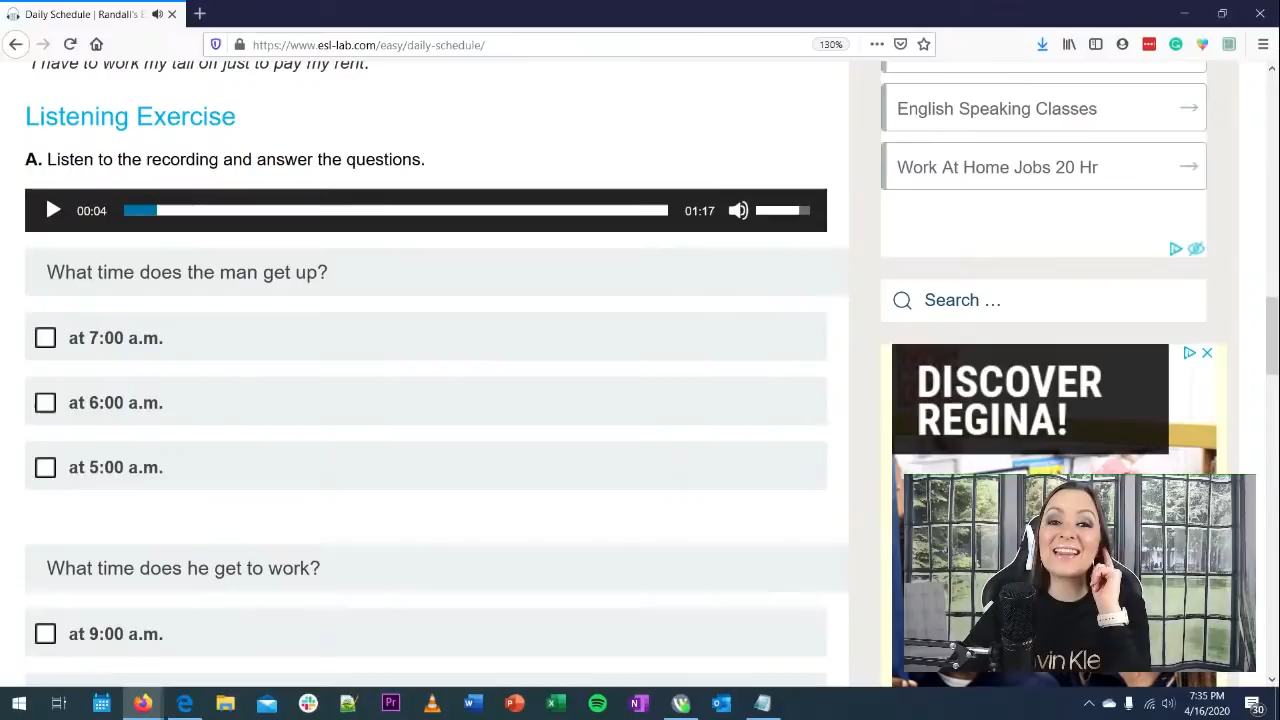 Daily Schedule | Randall's E
https://www.esl-lab.com/easy/daily-schedule/
130%
I have to work my tail off just to pay my rent.
Listening Exercise
A. Listen to the recording and answer the questions.
00:04
01:17
What time does the man get up?
at 7:00 a.m.
at 6:00 a.m.
at 5:00 a.m.
What time does he get to work?
at 9:00 a.m.
English Speaking Classes
Work At Home Jobs 20 Hr
Search …
DISCOVER
REGINA!
vin Kle
Pr
7:35 PM
4/16/2020
30